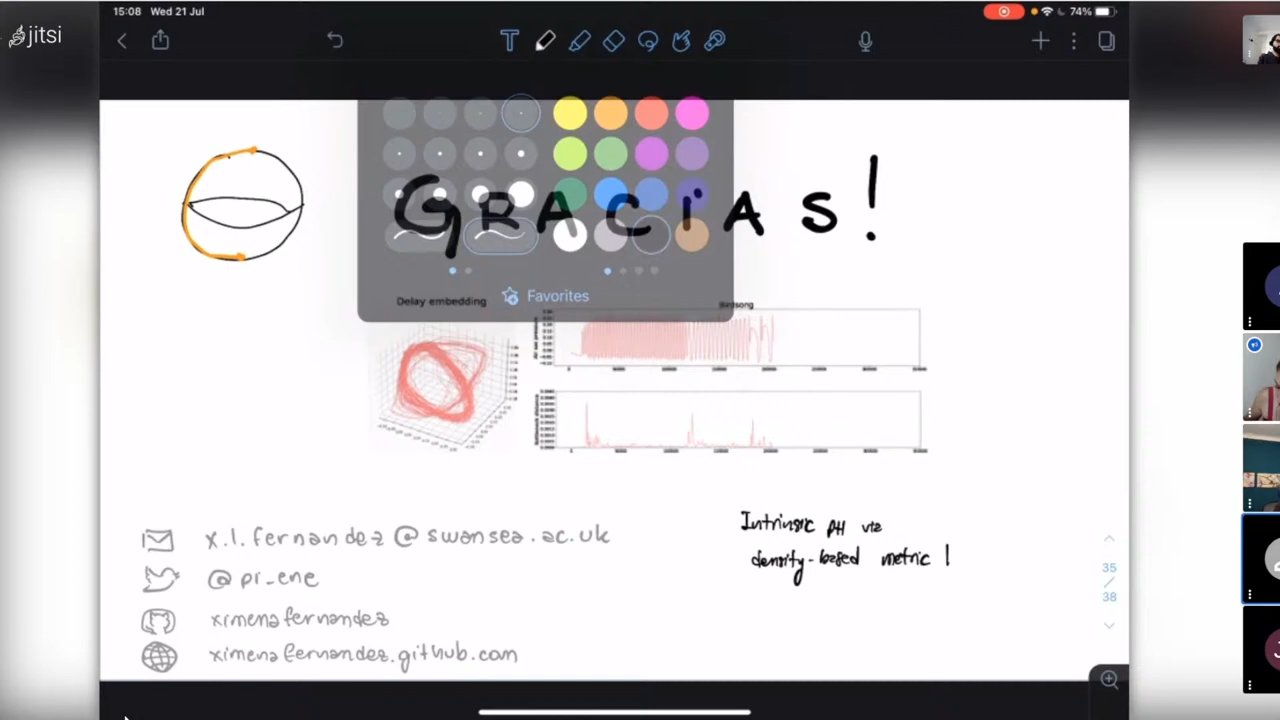 15:08 Wed 21 Jul
74%
jitsi
GRACiAS!
Favorites
Delay embedding
Birdsong
x.l.fernandez@swansea.ac.uk
@pi_ene
ximenafernandez
ximenafernandez.github.com
Intrinsic PH via
density-based metric!
35
/
38